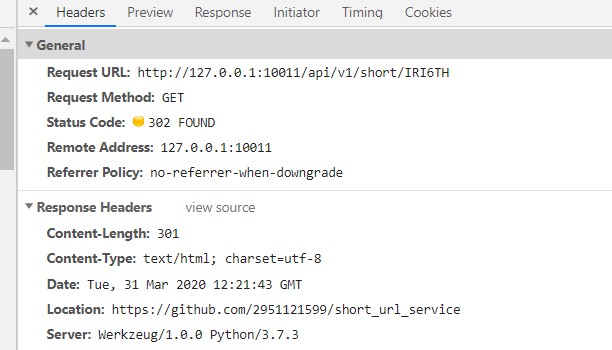 Headers Preview Response Initiator Timing Cookies
General
Request URL: http://127.0.0.1:10011/api/v1/short/IRI6TH
Request Method: GET
Status Code: 302 FOUND
Remote Address: 127.0.0.1:10011
Referrer Policy: no-referrer-when-downgrade
Response Headers view source
Content-Length: 301
Content-Type: text/html; charset=utf-8
Date: Tue, 31 Mar 2020 12:21:43 GMT
Location: https://github.com/2951121599/short_url_service
Server: Werkzeug/1.0.0 Python/3.7.3